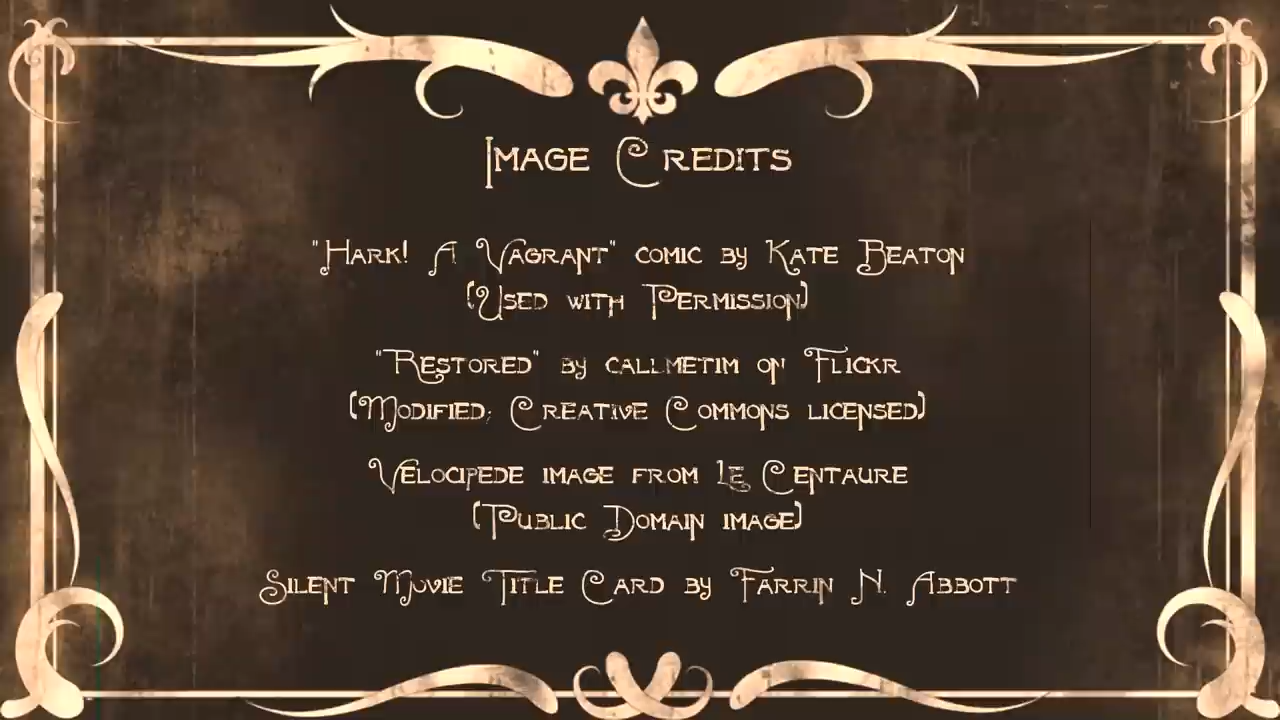 Image Credits
"Hark! A Vagrant" comic by Kate Beaton
(Used with Permission)
"Restored" by callmetim on Flickr
(Modified; Creative Commons licensed)
Velocipede image from Le Centaure
(Public Domain image)
Silent Movie Title Card by Farrin N. Abbott